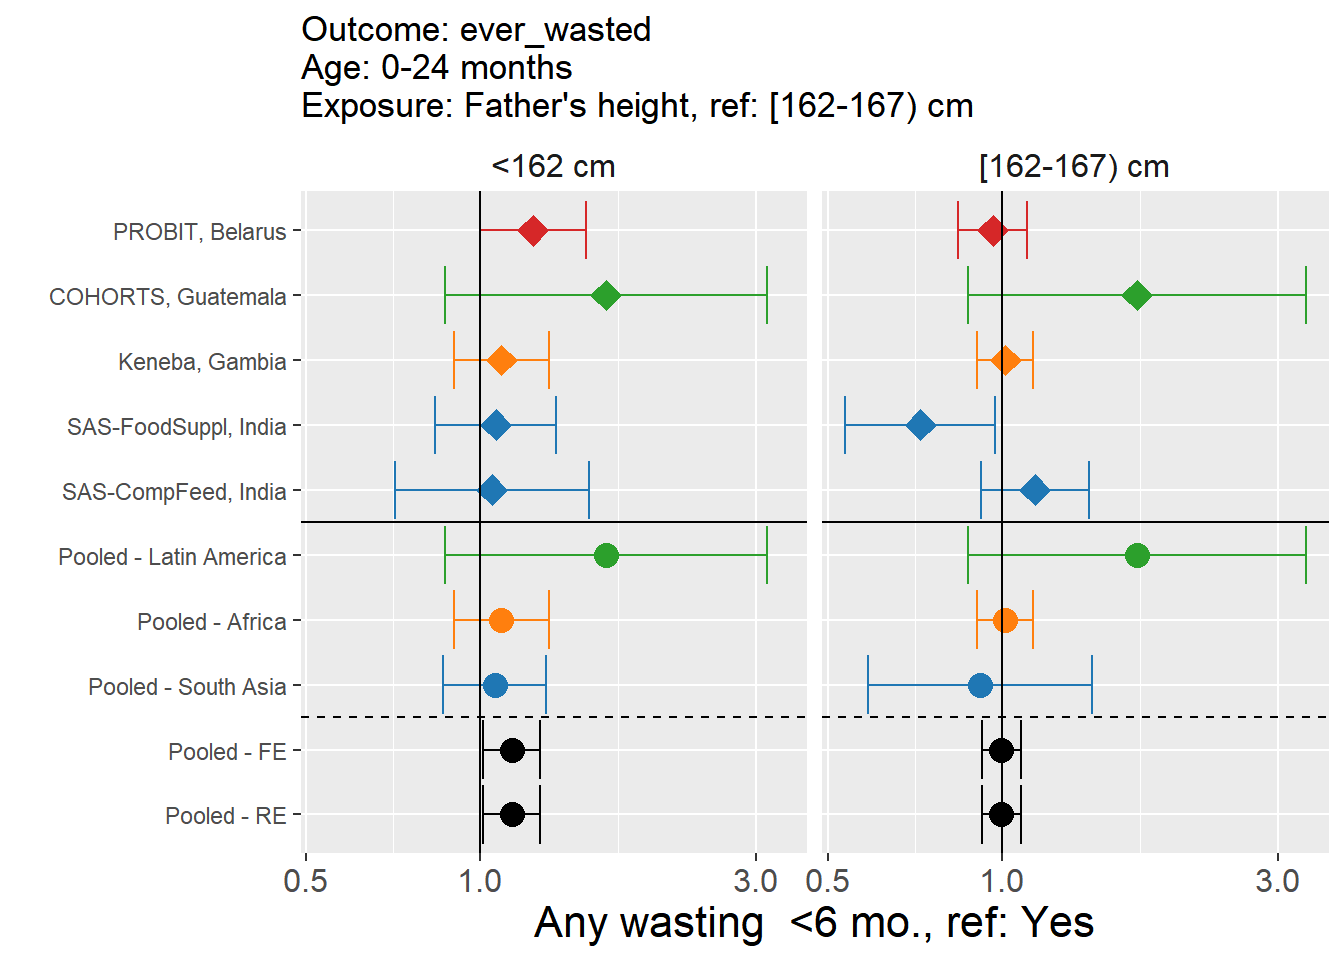 Outcome: ever_wasted
Age: 0-24 months
Exposure: Father's height, ref: [162-167) cm
<162 cm
[162-167) cm
PROBIT, Belarus
COHORTS, Guatemala
Keneba, Gambia
SAS-FoodSuppl, India
SAS-CompFeed, India
Pooled - Latin America
Pooled - Africa
Pooled - South Asia
Pooled - FE
Pooled - RE
0.5 1.0 3.0 0.5 1.0 3.0
Any wasting  <6 mo., ref: Yes